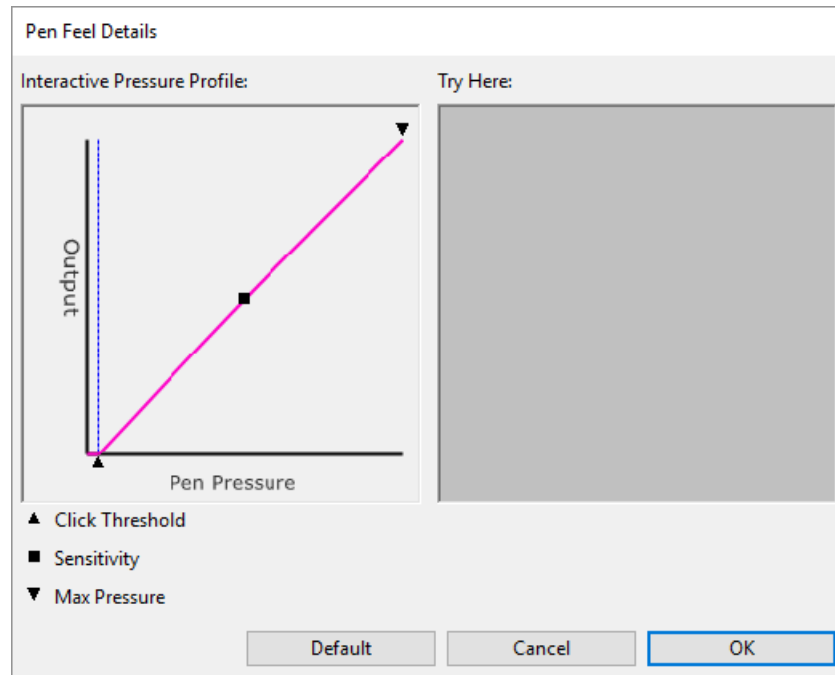 Pen Feel Details
Interactive Pressure Profile:
Try Here:
Output
Pen Pressure
Click Threshold
Sensitivity
Max Pressure
Default
Cancel
OK